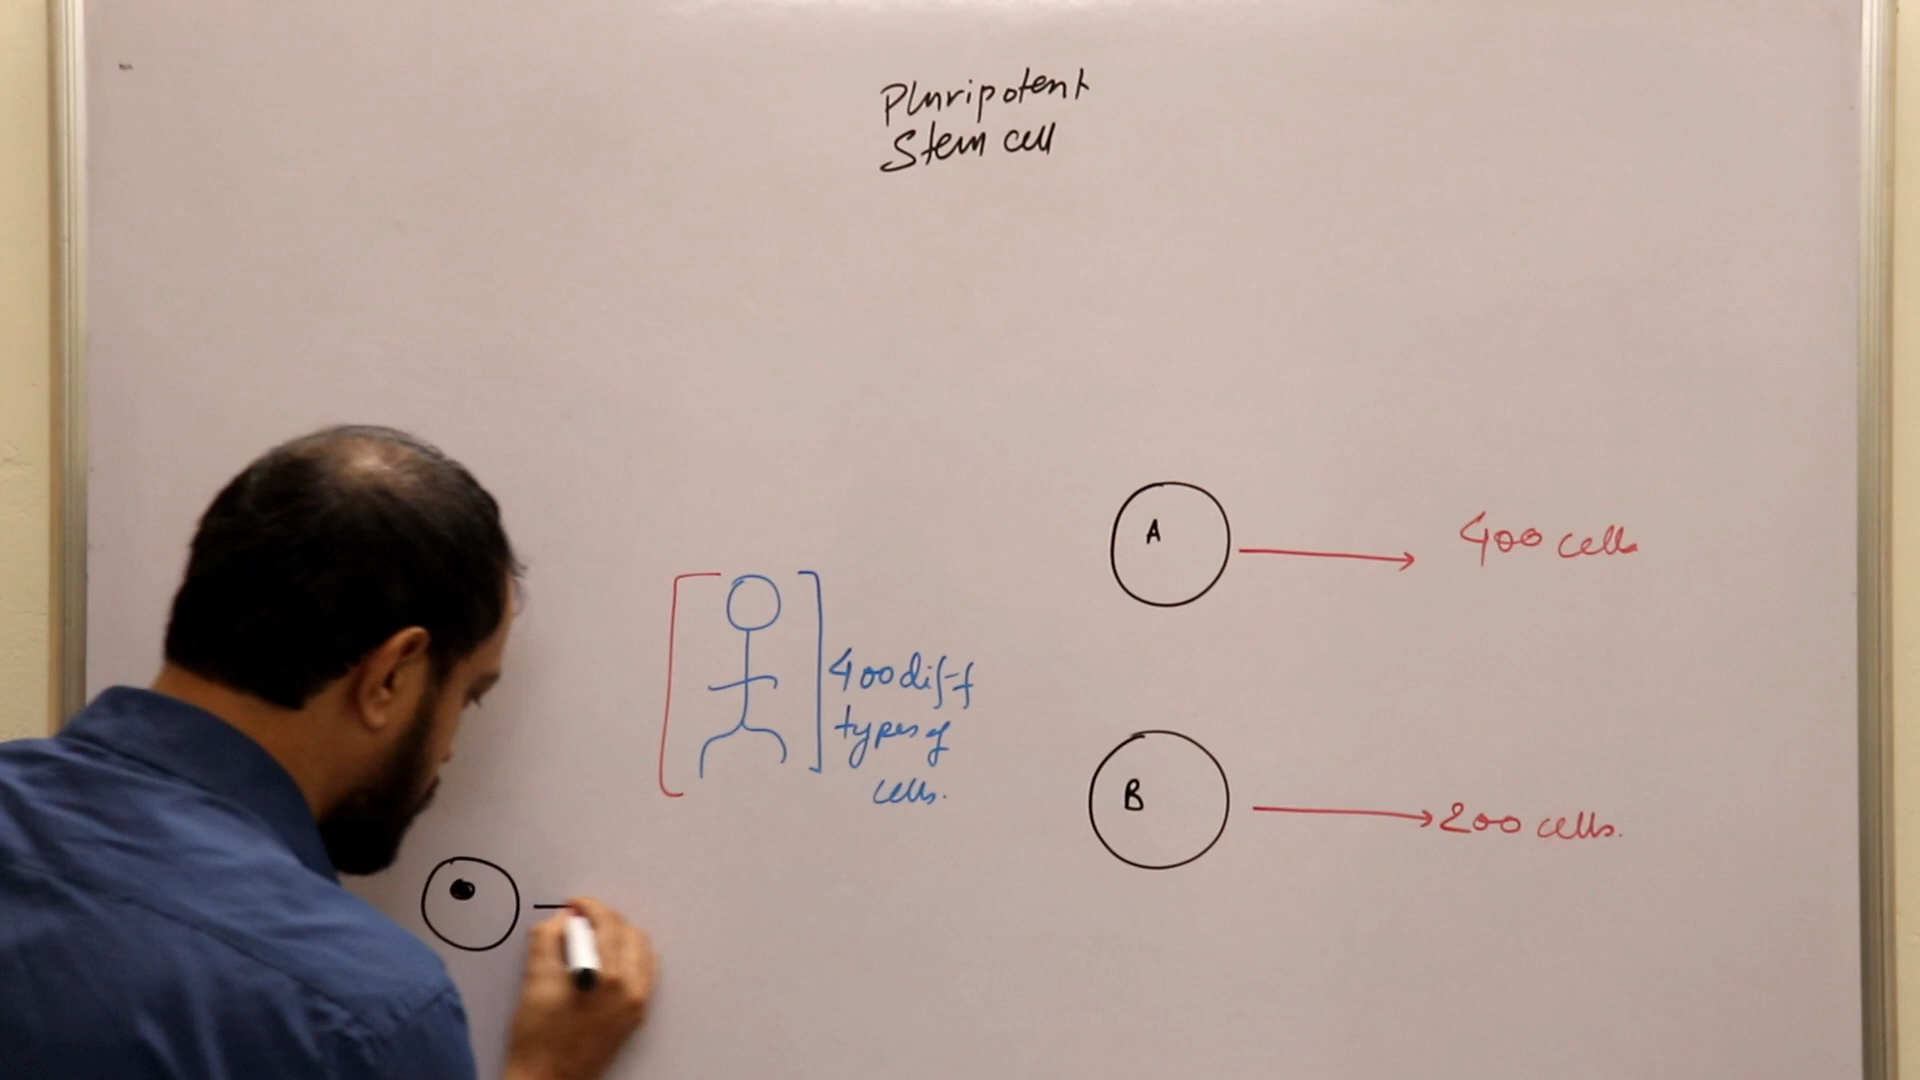 Pluripotent
Stem cell
A
400 cells
400 diff
types of
cells.
B
200 cells.